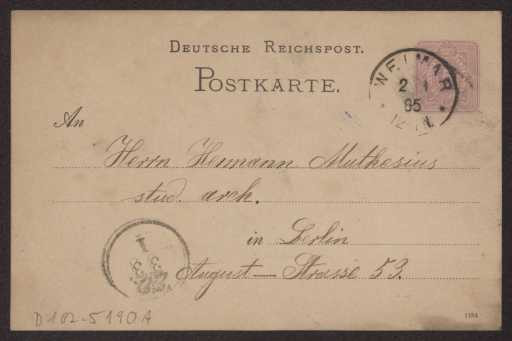 DEUTSCHE REICHSPOST.
POSTKARTE.
WEIMAR
2 1
85
An
Herrn Hermann Muthesius
stud. arch.
in Berlin
August-Strasse 53.
D 102-5190A